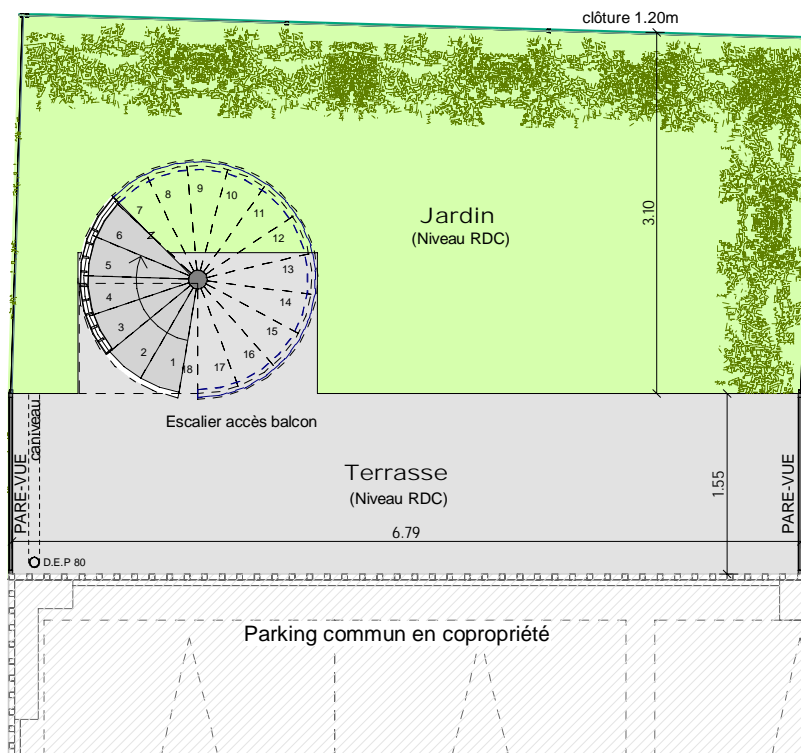 clôture 1.20m
Jardin
(Niveau RDC)
3.10
1
2
3
4
5
6
7
8
9
10
11
12
13
14
15
16
17
18
Escalier accès balcon
PARE-VUE
caniveau
Terrasse
(Niveau RDC)
1.55
PARE-VUE
6.79
D.E.P 80
Parking commun en copropriété